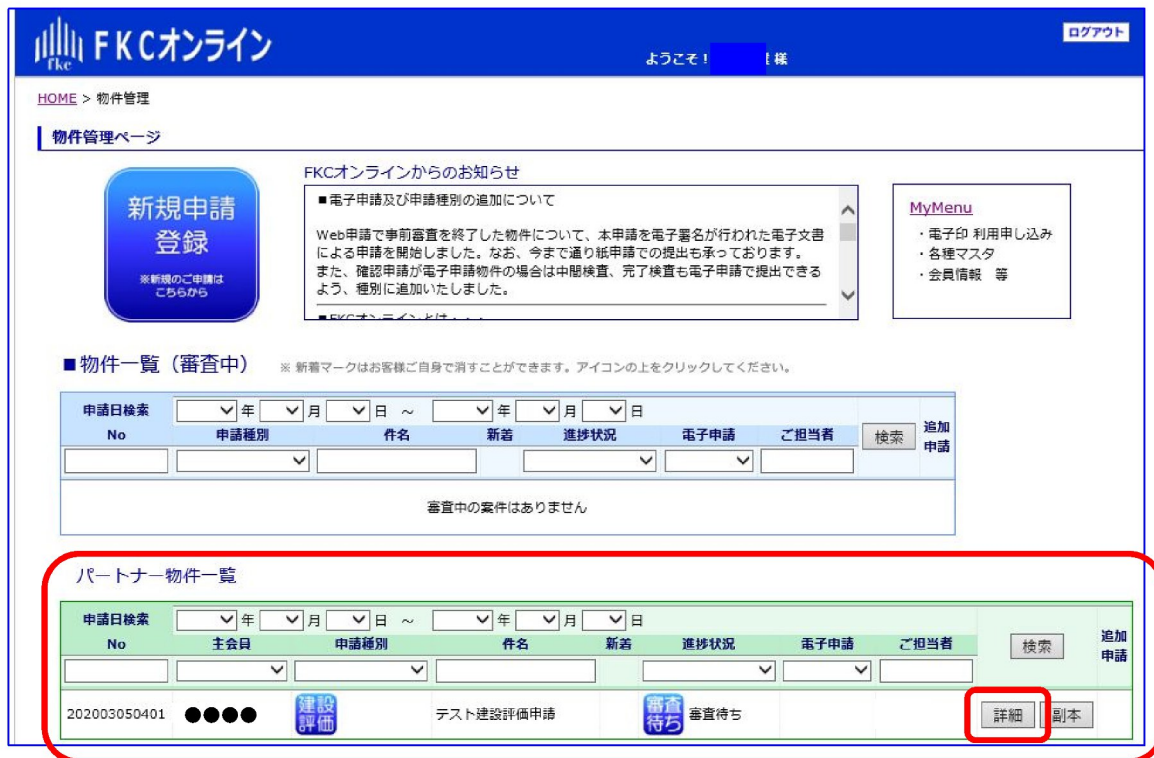 fkc FKCオンライン
ようこそ！ 様
ログアウト
HOME > 物件管理
物件管理ページ
新規申請
登録
※新規のご申請は
こちらから
FKCオンラインからのお知らせ
■電子申請及び申請種別の追加について
Web申請で事前審査を終了した物件について、本申請を電子署名が行われた電子文書
による申請を開始しました。なお、今まで通り紙申請での提出も承っております。
また、確認申請が電子申請物件の場合は中間検査、完了検査も電子申請で提出できる
よう、種別に追加いたしました。
■FKCオンラインとは・・・
MyMenu
・電子印 利用申し込み
・各種マスタ
・会員情報 等
■物件一覧（審査中） ※ 新着マークはお客様ご自身で消すことができます。アイコンの上をクリックしてください。
申請日検索 年 月 日 ～ 年 月 日
No 申請種別 件名 新着 進捗状況 電子申請 ご担当者 検索 追加
申請
審査中の案件はありません
パートナー物件一覧
申請日検索 年 月 日 ～ 年 月 日
No 主会員 申請種別 件名 新着 進捗状況 電子申請 ご担当者 検索 追加
申請
202003050401 ●●●● 建設
評価 テスト建設評価申請 審査
待ち 審査待ち 詳細 副本